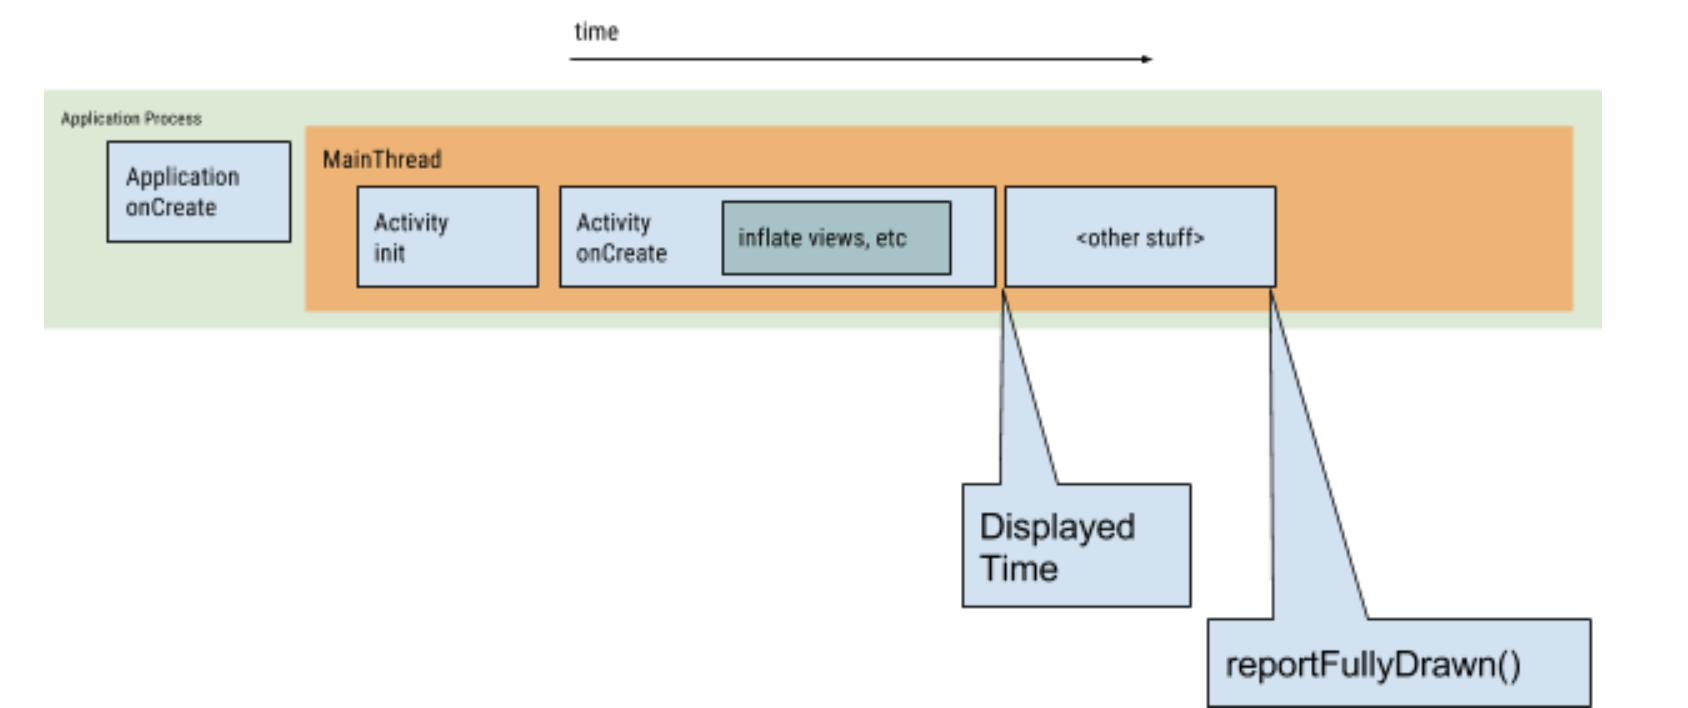 time
Application Process
Application
onCreate
MainThread
Activity
init
Activity
onCreate
inflate views, etc
<other stuff>
Displayed
Time
reportFullyDrawn()